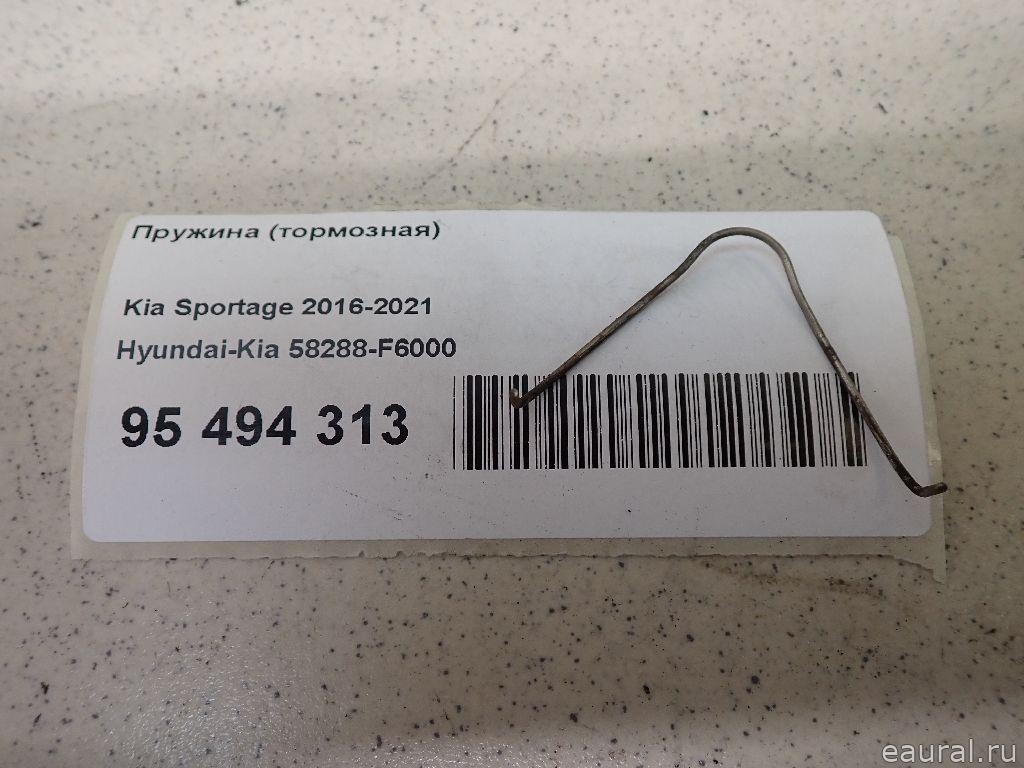 Пружина (тормозная)
Kia Sportage 2016-2021
Hyundai-Kia 58288-F6000
95 494 313
eaural.ru